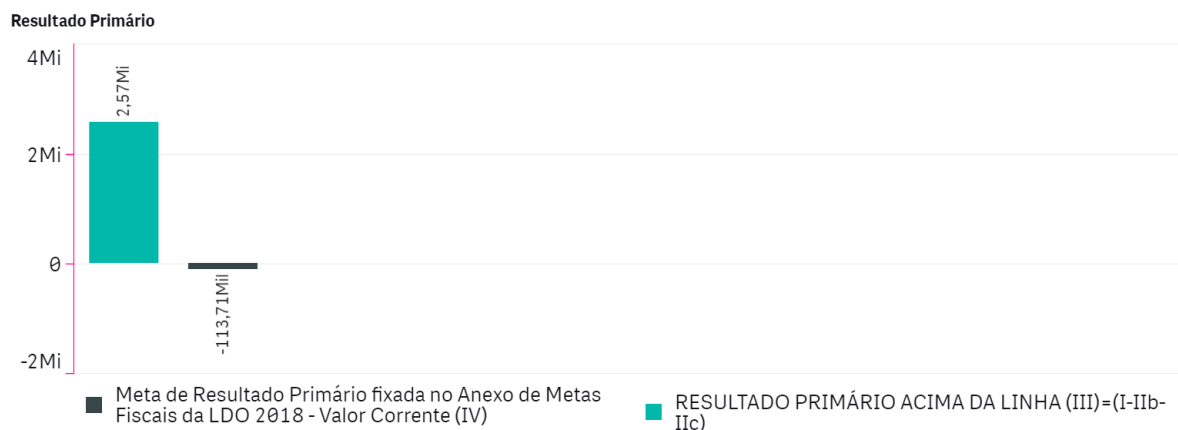 Resultado Primário
4Mi
2,57Mi
2Mi
0
-113,71Mil
-2Mi
Meta de Resultado Primário fixada no Anexo de Metas
Fiscais da LDO 2018 - Valor Corrente (IV)
RESULTADO PRIMÁRIO ACIMA DA LINHA (III)=(I-IIb-
IIc)